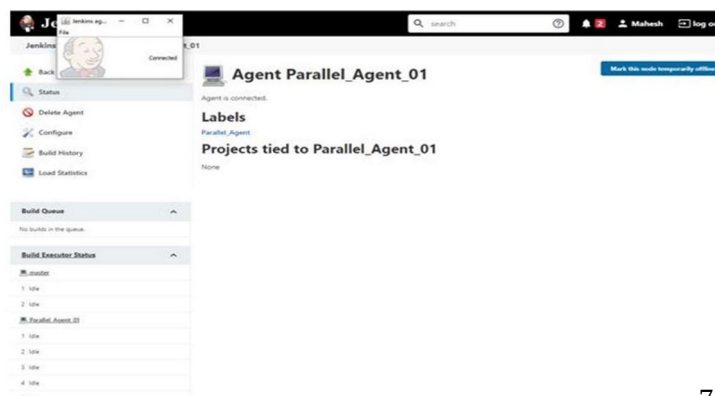 Je
Jenkins ag...
File
Connected
search
2
Mahesh
log ou
Jenkins
t_01
Back
Status
Delete Agent
Configure
Build History
Load Statistics
Agent Parallel_Agent_01
Mark this node temporarily offline
Agent is connected.
Labels
Parallel_Agent
Projects tied to Parallel_Agent_01
None
Build Queue
No builds in the queue.
Build Executor Status
master
1 Idle
2 Idle
Parallel_Agent_01
1 Idle
2 Idle
3 Idle
4 Idle